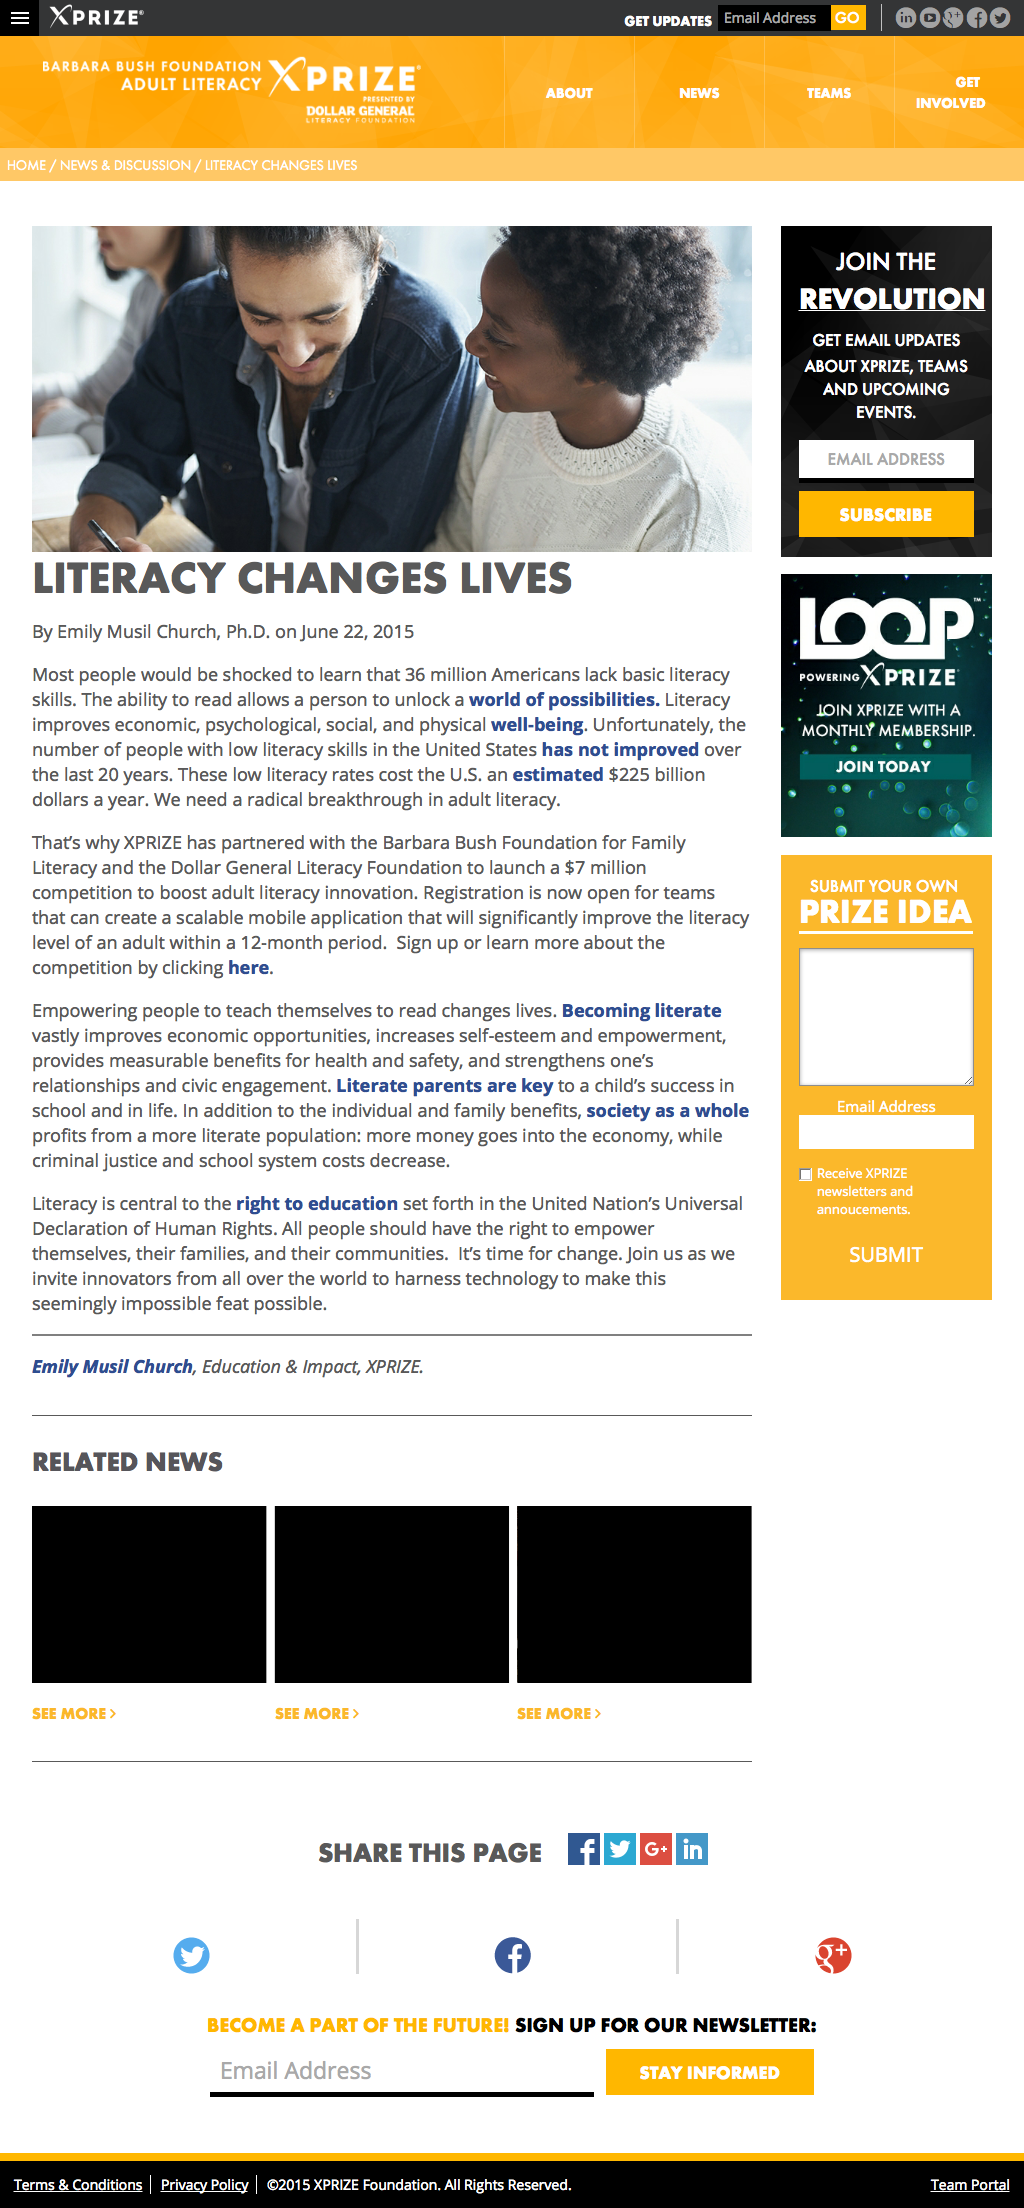 XPRIZE®
GET UPDATES Email Address GO
BARBARA BUSH FOUNDATION
ADULT LITERACY XPRIZE
PRESENTED BY
DOLLAR GENERAL
LITERACY FOUNDATION
ABOUT
NEWS
TEAMS
GET
INVOLVED
HOME / NEWS & DISCUSSION / LITERACY CHANGES LIVES
LITERACY CHANGES LIVES
By Emily Musil Church, Ph.D. on June 22, 2015
Most people would be shocked to learn that 36 million Americans lack basic literacy
skills. The ability to read allows a person to unlock a world of possibilities. Literacy
improves economic, psychological, social, and physical well-being. Unfortunately, the
number of people with low literacy skills in the United States has not improved over
the last 20 years. These low literacy rates cost the U.S. an estimated $225 billion
dollars a year. We need a radical breakthrough in adult literacy.
That’s why XPRIZE has partnered with the Barbara Bush Foundation for Family
Literacy and the Dollar General Literacy Foundation to launch a $7 million
competition to boost adult literacy innovation. Registration is now open for teams
that can create a scalable mobile application that will significantly improve the literacy
level of an adult within a 12-month period.  Sign up or learn more about the
competition by clicking here.
Empowering people to teach themselves to read changes lives. Becoming literate
vastly improves economic opportunities, increases self-esteem and empowerment,
provides measurable benefits for health and safety, and strengthens one’s
relationships and civic engagement. Literate parents are key to a child’s success in
school and in life. In addition to the individual and family benefits, society as a whole
profits from a more literate population: more money goes into the economy, while
criminal justice and school system costs decrease.
Literacy is central to the right to education set forth in the United Nation’s Universal
Declaration of Human Rights. All people should have the right to empower
themselves, their families, and their communities.  It’s time for change. Join us as we
invite innovators from all over the world to harness technology to make this
seemingly impossible feat possible.
Emily Musil Church, Education & Impact, XPRIZE.
RELATED NEWS
SEE MORE >
SEE MORE >
SEE MORE >
JOIN THE
REVOLUTION
GET EMAIL UPDATES
ABOUT XPRIZE, TEAMS
AND UPCOMING
EVENTS.
EMAIL ADDRESS
SUBSCRIBE
LOOP™
POWERING XPRIZE
JOIN XPRIZE WITH A
MONTHLY MEMBERSHIP.
JOIN TODAY
SUBMIT YOUR OWN
PRIZE IDEA
Email Address
Receive XPRIZE
newsletters and
annoucements.
SUBMIT
SHARE THIS PAGE
BECOME A PART OF THE FUTURE! SIGN UP FOR OUR NEWSLETTER:
Email Address
STAY INFORMED
Terms & Conditions | Privacy Policy | ©2015 XPRIZE Foundation. All Rights Reserved.
Team Portal